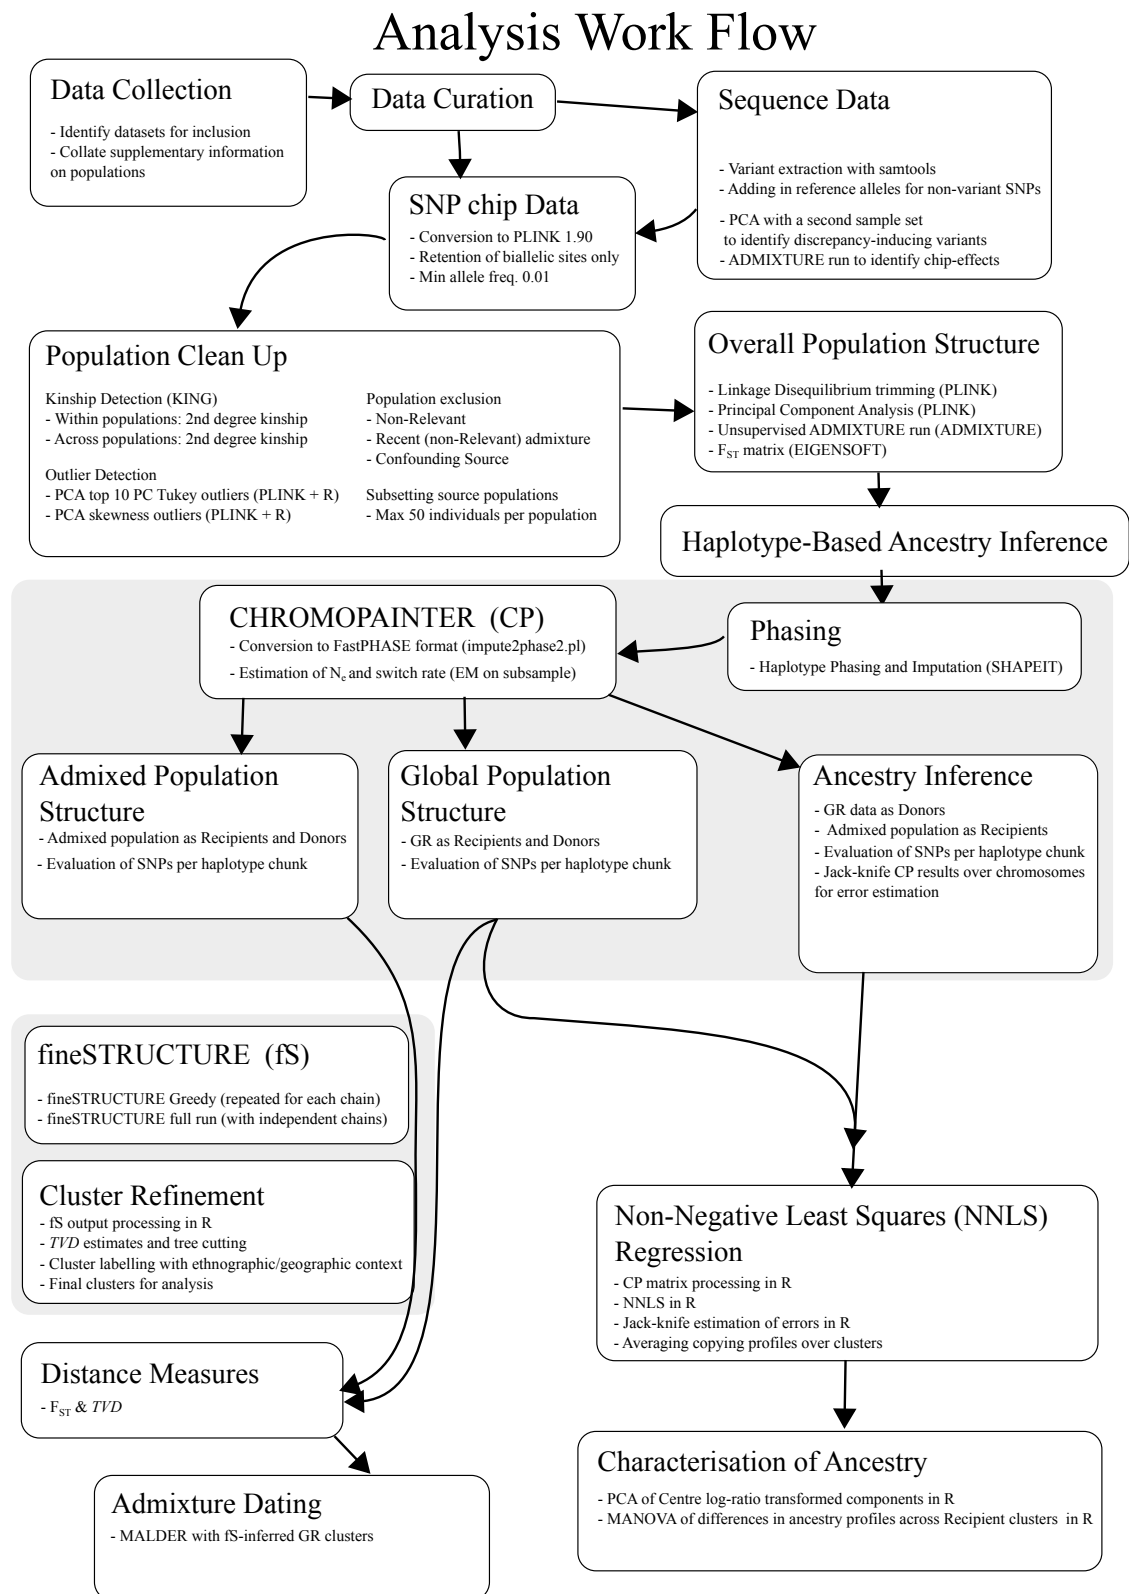 Analysis Work Flow
Data Collection
- Identify datasets for inclusion
- Collate supplementary information
on populations
Data Curation
Sequence Data
- Variant extraction with samtools
- Adding in reference alleles for non-variant SNPs
- PCA with a second sample set
to identify discrepancy-inducing variants
- ADMIXTURE run to identify chip-effects
SNP chip Data
- Conversion to PLINK 1.90
- Retention of biallelic sites only
- Min allele freq. 0.01
Population Clean Up
Kinship Detection (KING)
- Within populations: 2nd degree kinship
- Across populations: 2nd degree kinship
Outlier Detection
- PCA top 10 PC Tukey outliers (PLINK + R)
- PCA skewness outliers (PLINK + R)
Population exclusion
- Non-Relevant
- Recent (non-Relevant) admixture
- Confounding Source
Subsetting source populations
- Max 50 individuals per population
Overall Population Structure
- Linkage Disequilibrium trimming (PLINK)
- Principal Component Analysis (PLINK)
- Unsupervised ADMIXTURE run (ADMIXTURE)
- FST matrix (EIGENSOFT)
Haplotype-Based Ancestry Inference
Phasing
- Haplotype Phasing and Imputation (SHAPEIT)
CHROMOPAINTER (CP)
- Conversion to FastPHASE format (impute2phase2.pl)
- Estimation of Ne and switch rate (EM on subsample)
Admixed Population
Structure
- Admixed population as Recipients and Donors
- Evaluation of SNPs per haplotype chunk
Global Population
Structure
- GR as Recipients and Donors
- Evaluation of SNPs per haplotype chunk
Ancestry Inference
- GR data as Donors
- Admixed population as Recipients
- Evaluation of SNPs per haplotype chunk
- Jack-knife CP results over chromosomes
for error estimation
fineSTRUCTURE (fS)
- fineSTRUCTURE Greedy (repeated for each chain)
- fineSTRUCTURE full run (with independent chains)
Cluster Refinement
- fS output processing in R
- TVD estimates and tree cutting
- Cluster labelling with ethnographic/geographic context
- Final clusters for analysis
Non-Negative Least Squares (NNLS)
Regression
- CP matrix processing in R
- NNLS in R
- Jack-knife estimation of errors in R
- Averaging copying profiles over clusters
Distance Measures
- FST & TVD
Characterisation of Ancestry
- PCA of Centre log-ratio transformed components in R
- MANOVA of differences in ancestry profiles across Recipient clusters in R
Admixture Dating
- MALDER with fS-inferred GR clusters